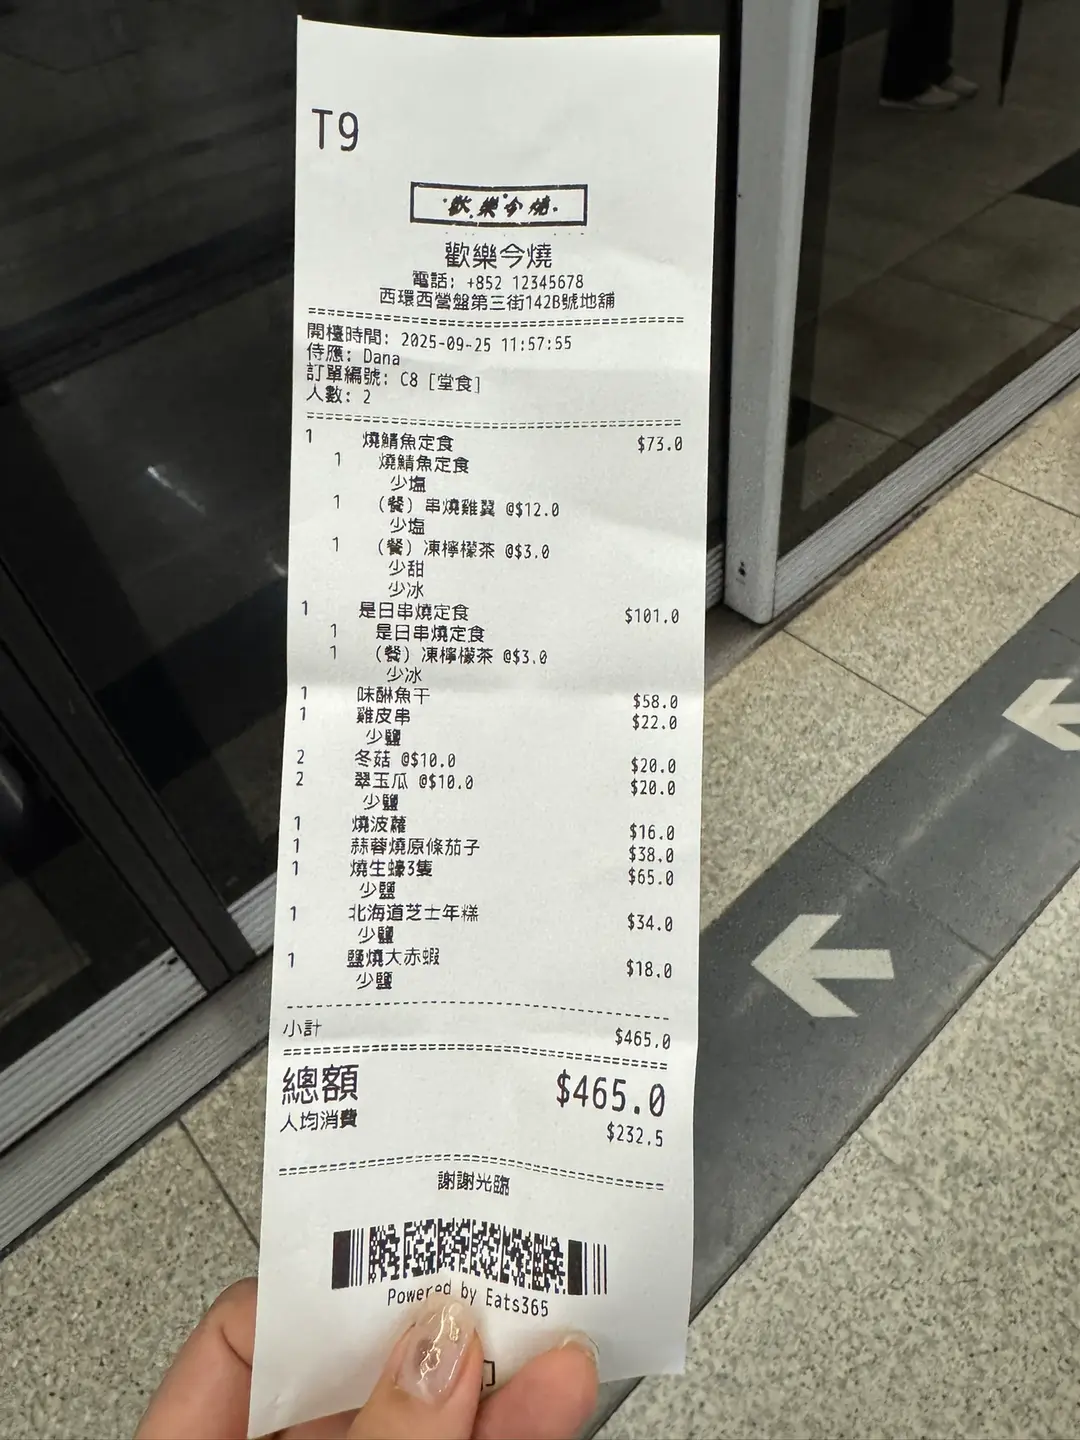 T9
歡樂今燒
歡樂今燒
電話: +852 12345678
西環西營盤第三街142B號地舖
開檯時間: 2025-09-25 11:57:55
侍應: Dana
訂單編號: C8 [堂食]
人數: 2
1 燒鯖魚定食 $73.0
1 燒鯖魚定食
少塩
1 (餐) 串燒雞翼 @$12.0
少塩
1 (餐) 凍檸檬茶 @$3.0
少甜
少冰
1 是日串燒定食 $101.0
1 是日串燒定食
1 (餐) 凍檸檬茶 @$3.0
少冰
1 味醂魚干 $58.0
1 雞皮串 $22.0
少鹽
2 冬菇 @$10.0 $20.0
2 翠玉瓜 @$10.0 $20.0
少鹽
1 燒波蘿 $16.0
1 蒜蓉燒原條茄子 $38.0
1 燒生蠔3隻 $65.0
少鹽
1 北海道芝士年糕 $34.0
少鹽
1 鹽燒大赤蝦 $18.0
少鹽
小計 $465.0
總額 $465.0
人均消費 $232.5
謝謝光臨
Powered by Eats365